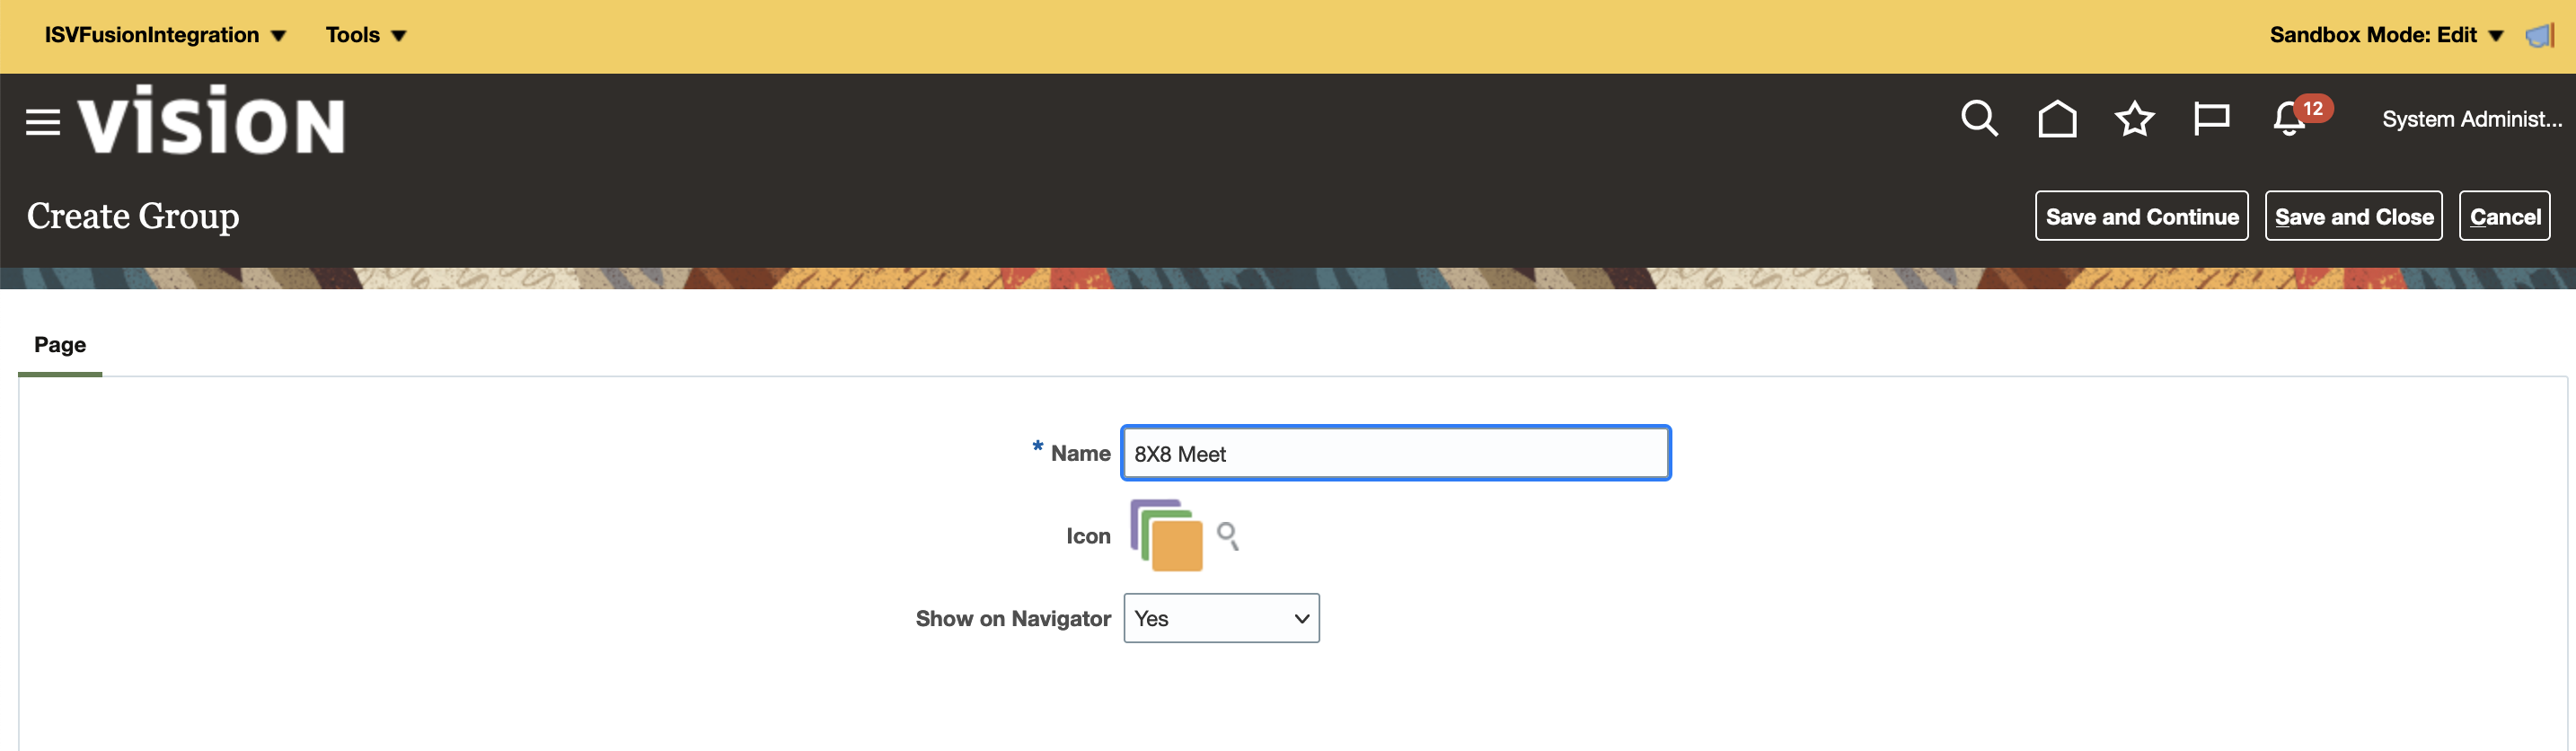 ISVFusionIntegration Tools Sandbox Mode: Edit
VISION 12 System Administ...
Create Group Save and Continue Save and Close Cancel
Page
* Name 8X8 Meet
Icon
Show on Navigator Yes